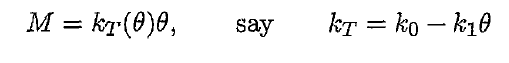 M = k_T(θ)θ, say k_T = k_0 − k_1θ